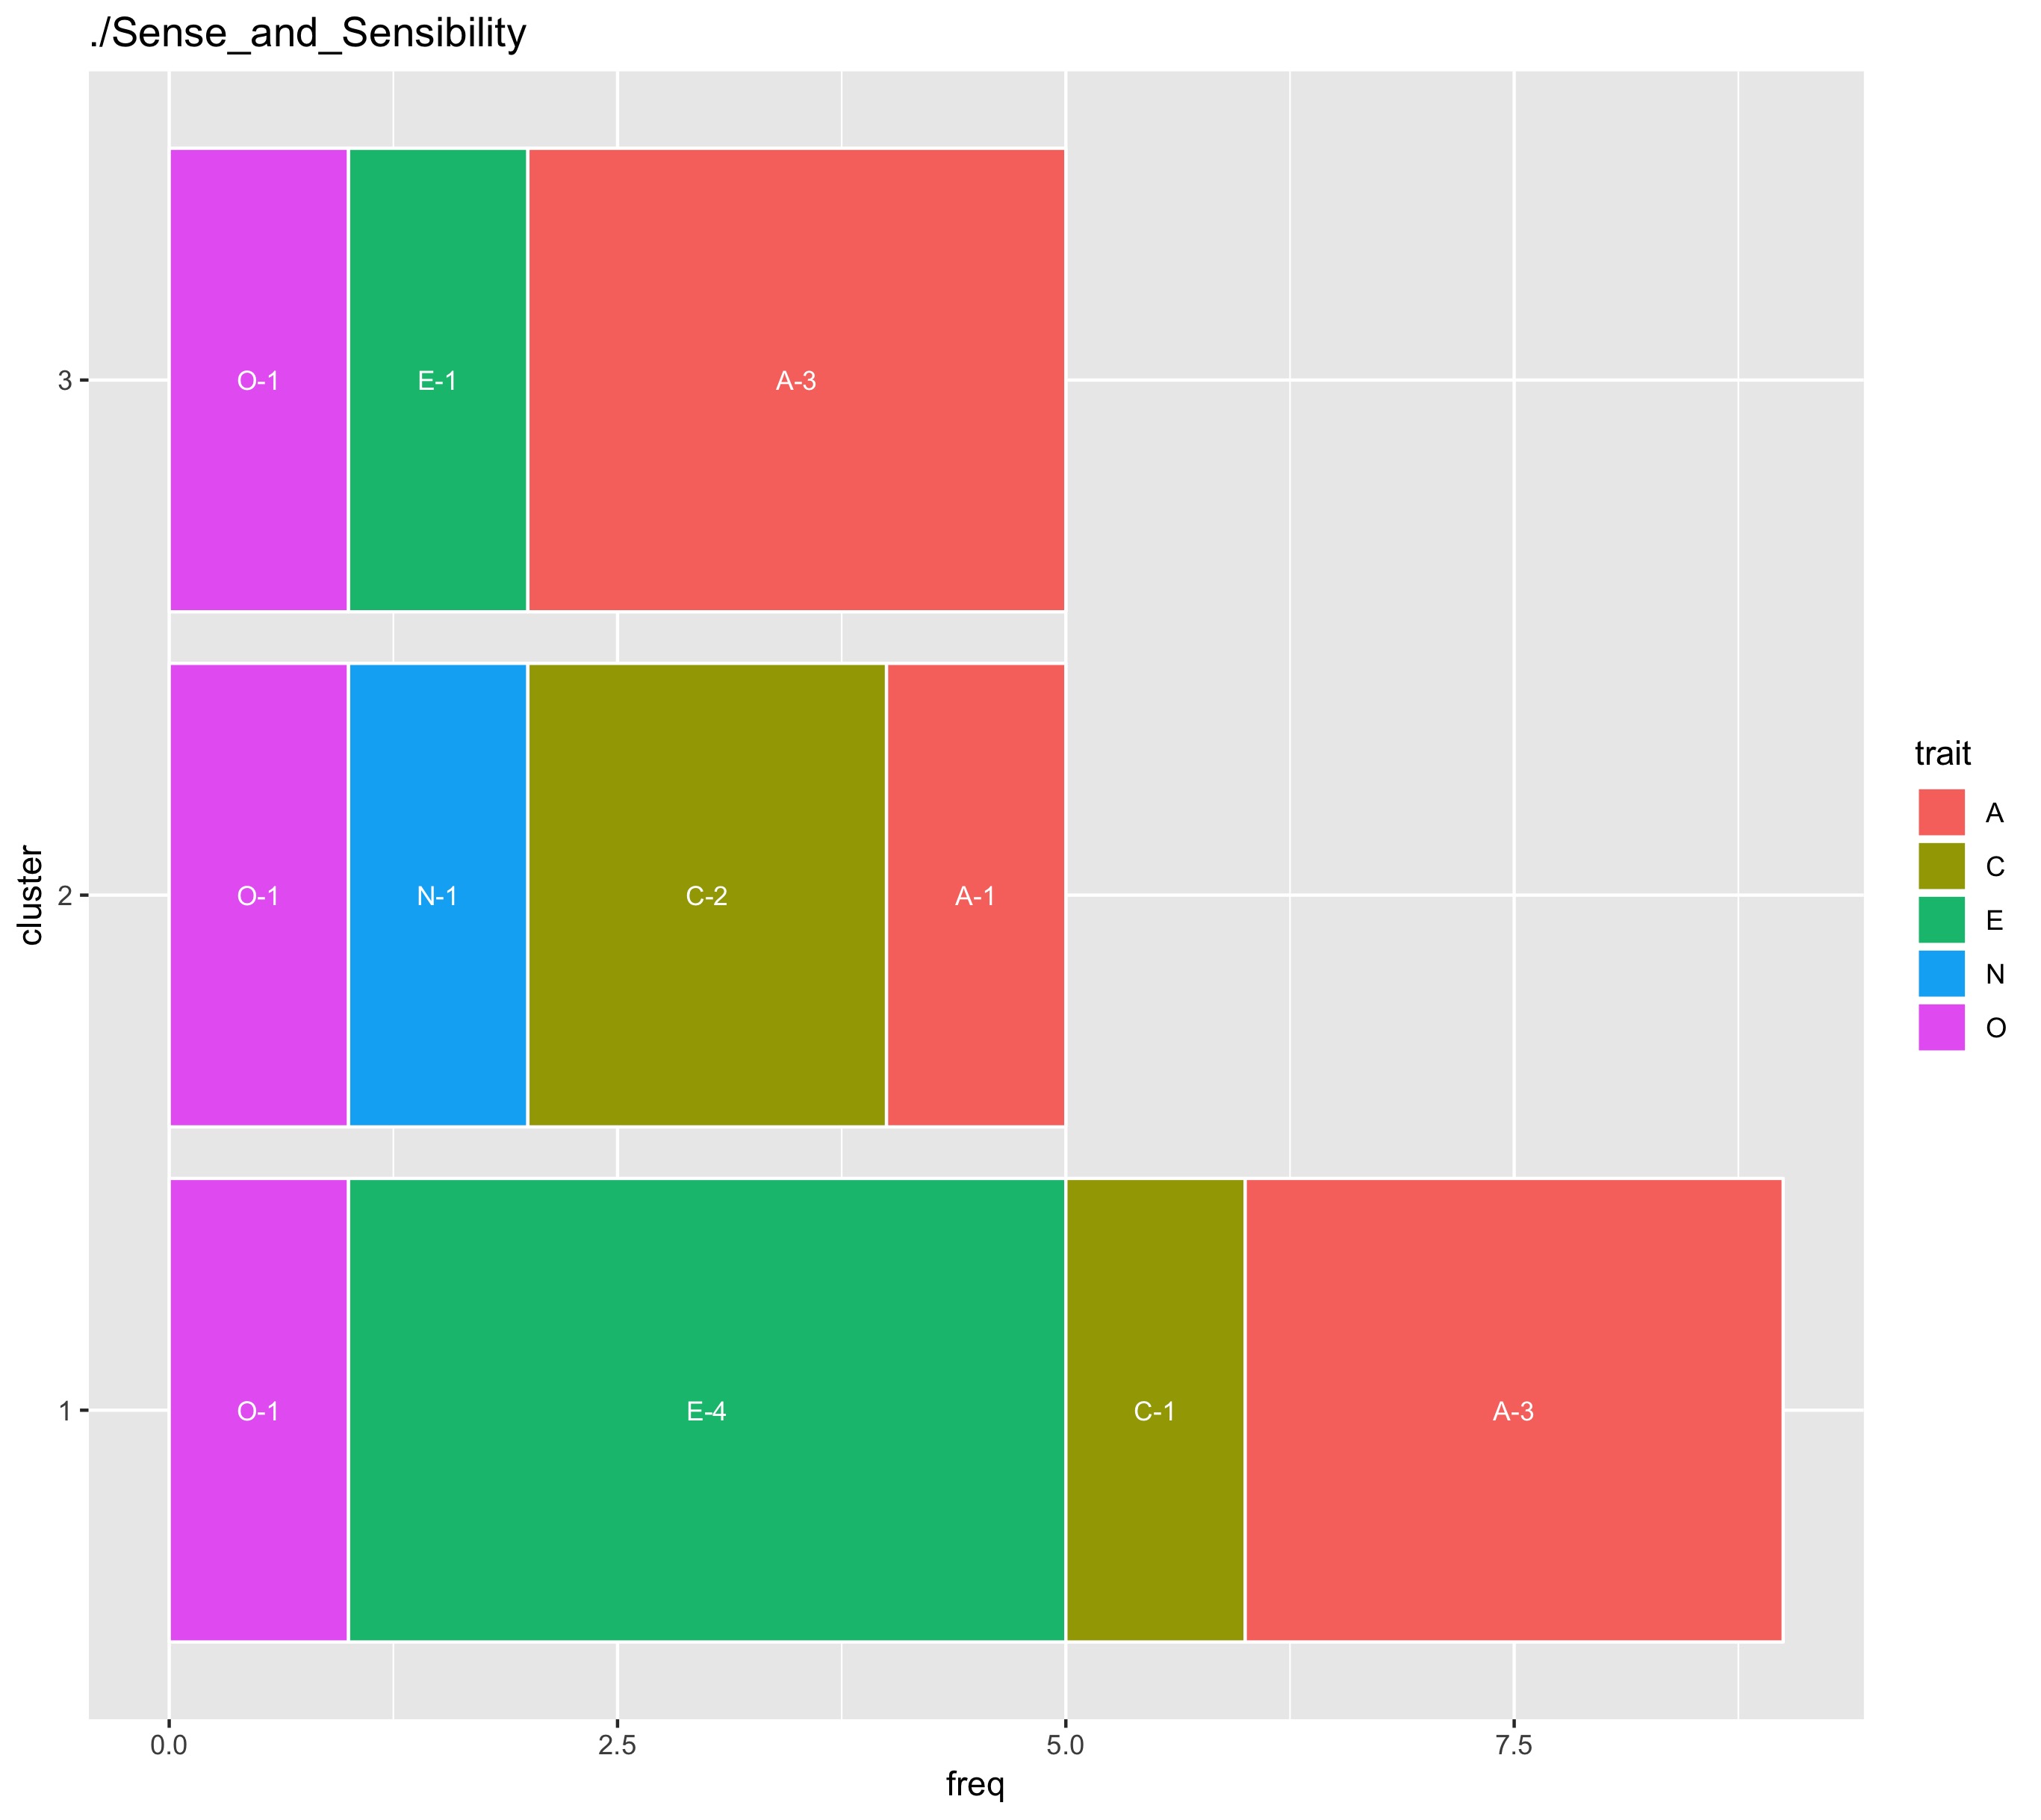 ./Sense_and_Sensibility
cluster
3
O-1
E-1
A-3
2
O-1
N-1
C-2
A-1
1
O-1
E-4
C-1
A-3
0.0
2.5
5.0
7.5
freq
trait
A
C
E
N
O